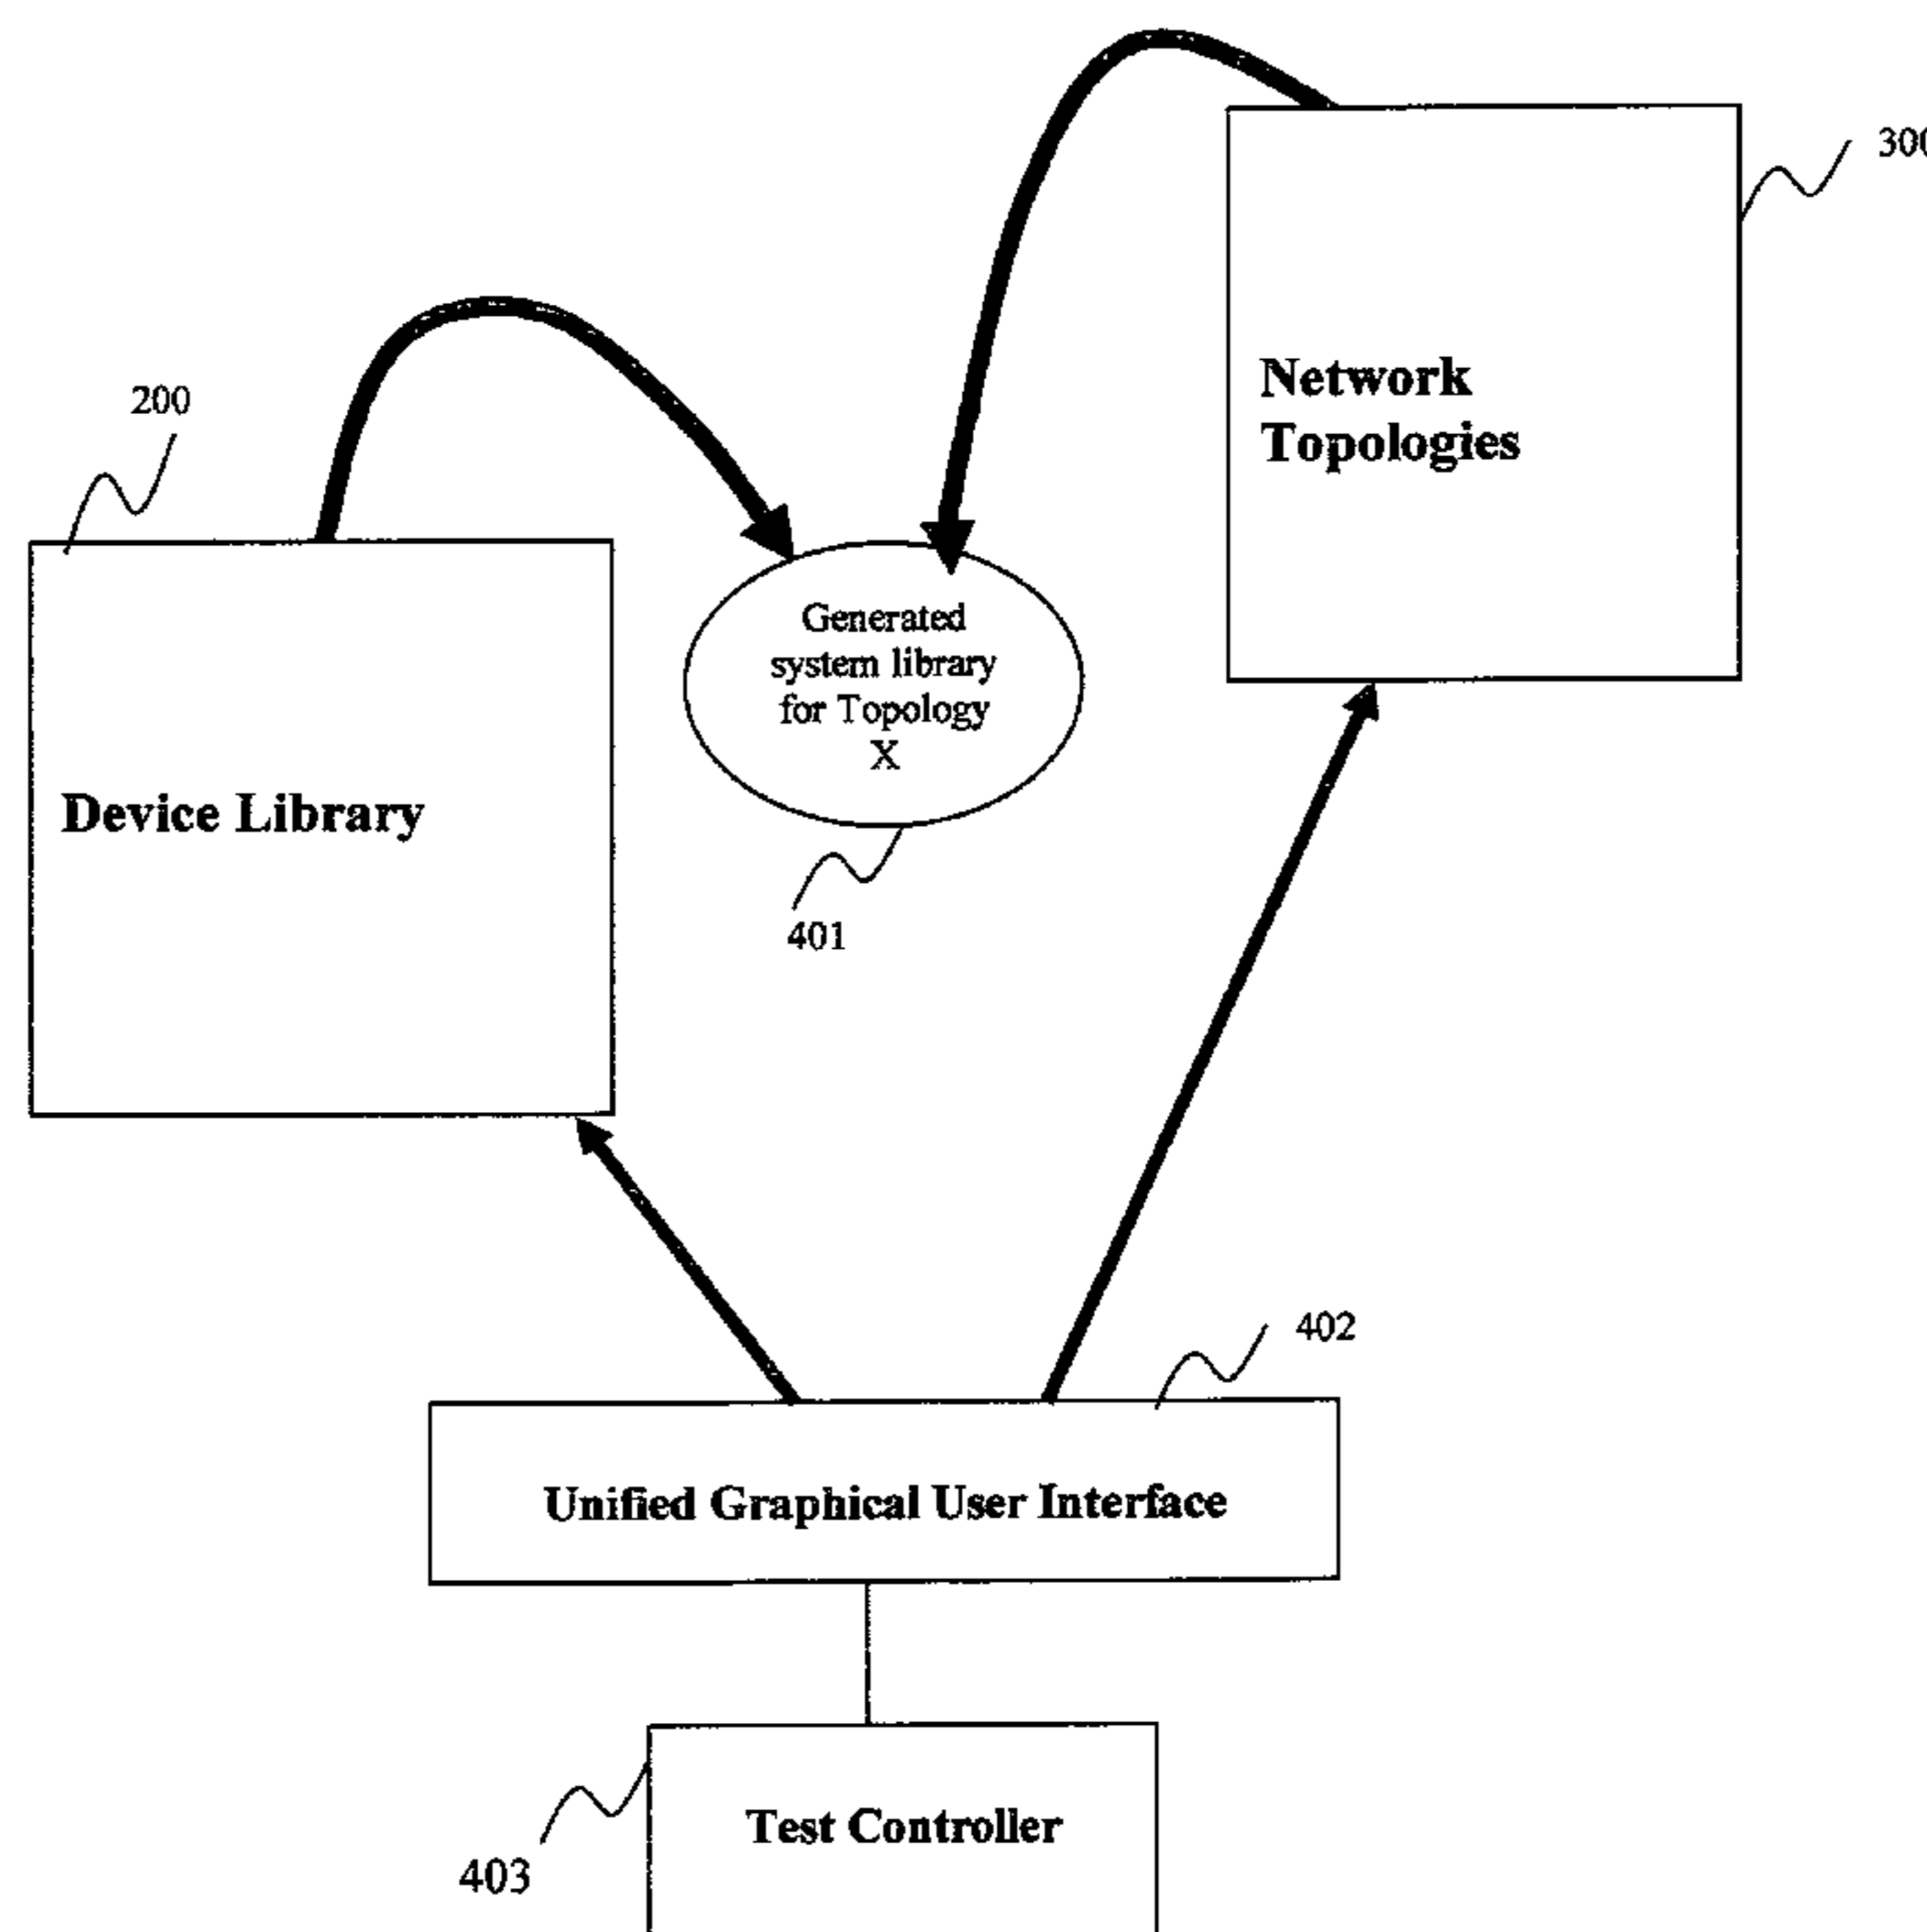 300
Network
Topologies
200
Generated
system library
for Topology
X
Device Library
401
402
Unified Graphical User Interface
Test Controller
403